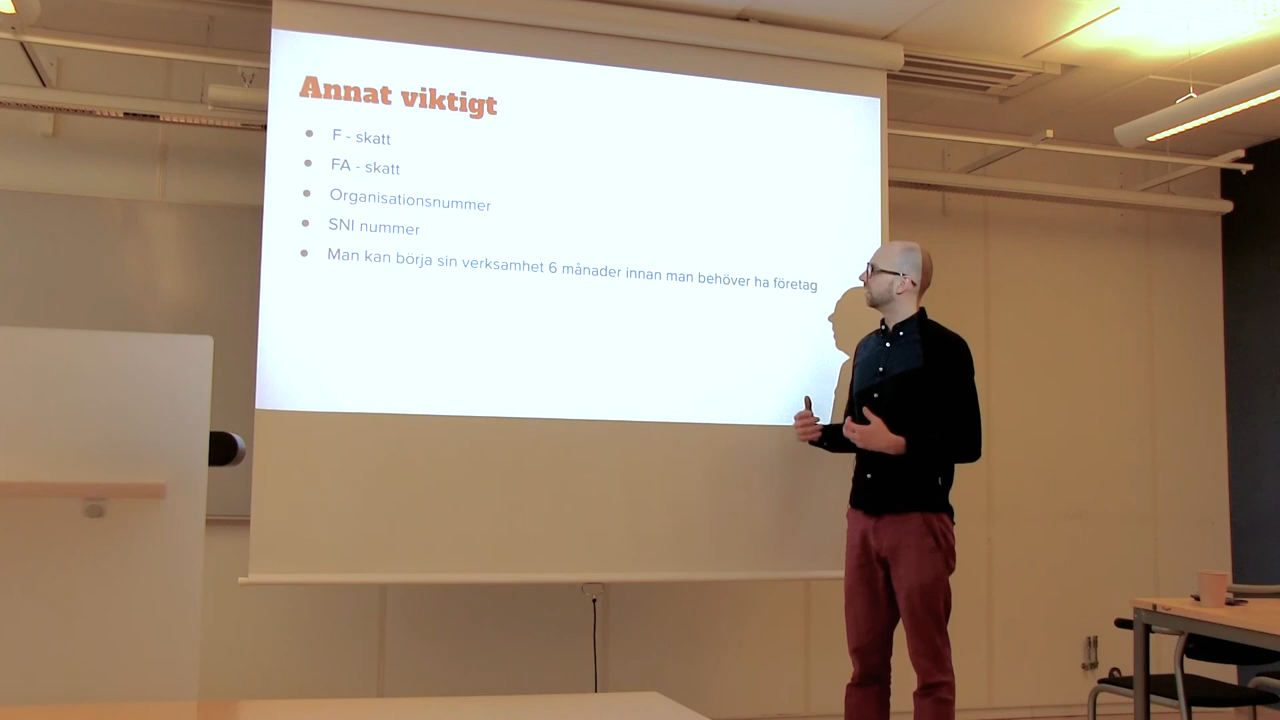 Annat viktigt
F - skatt
FA - skatt
Organisationsnummer
SNI nummer
Man kan börja sin verksamhet 6 månader innan man behöver ha företag